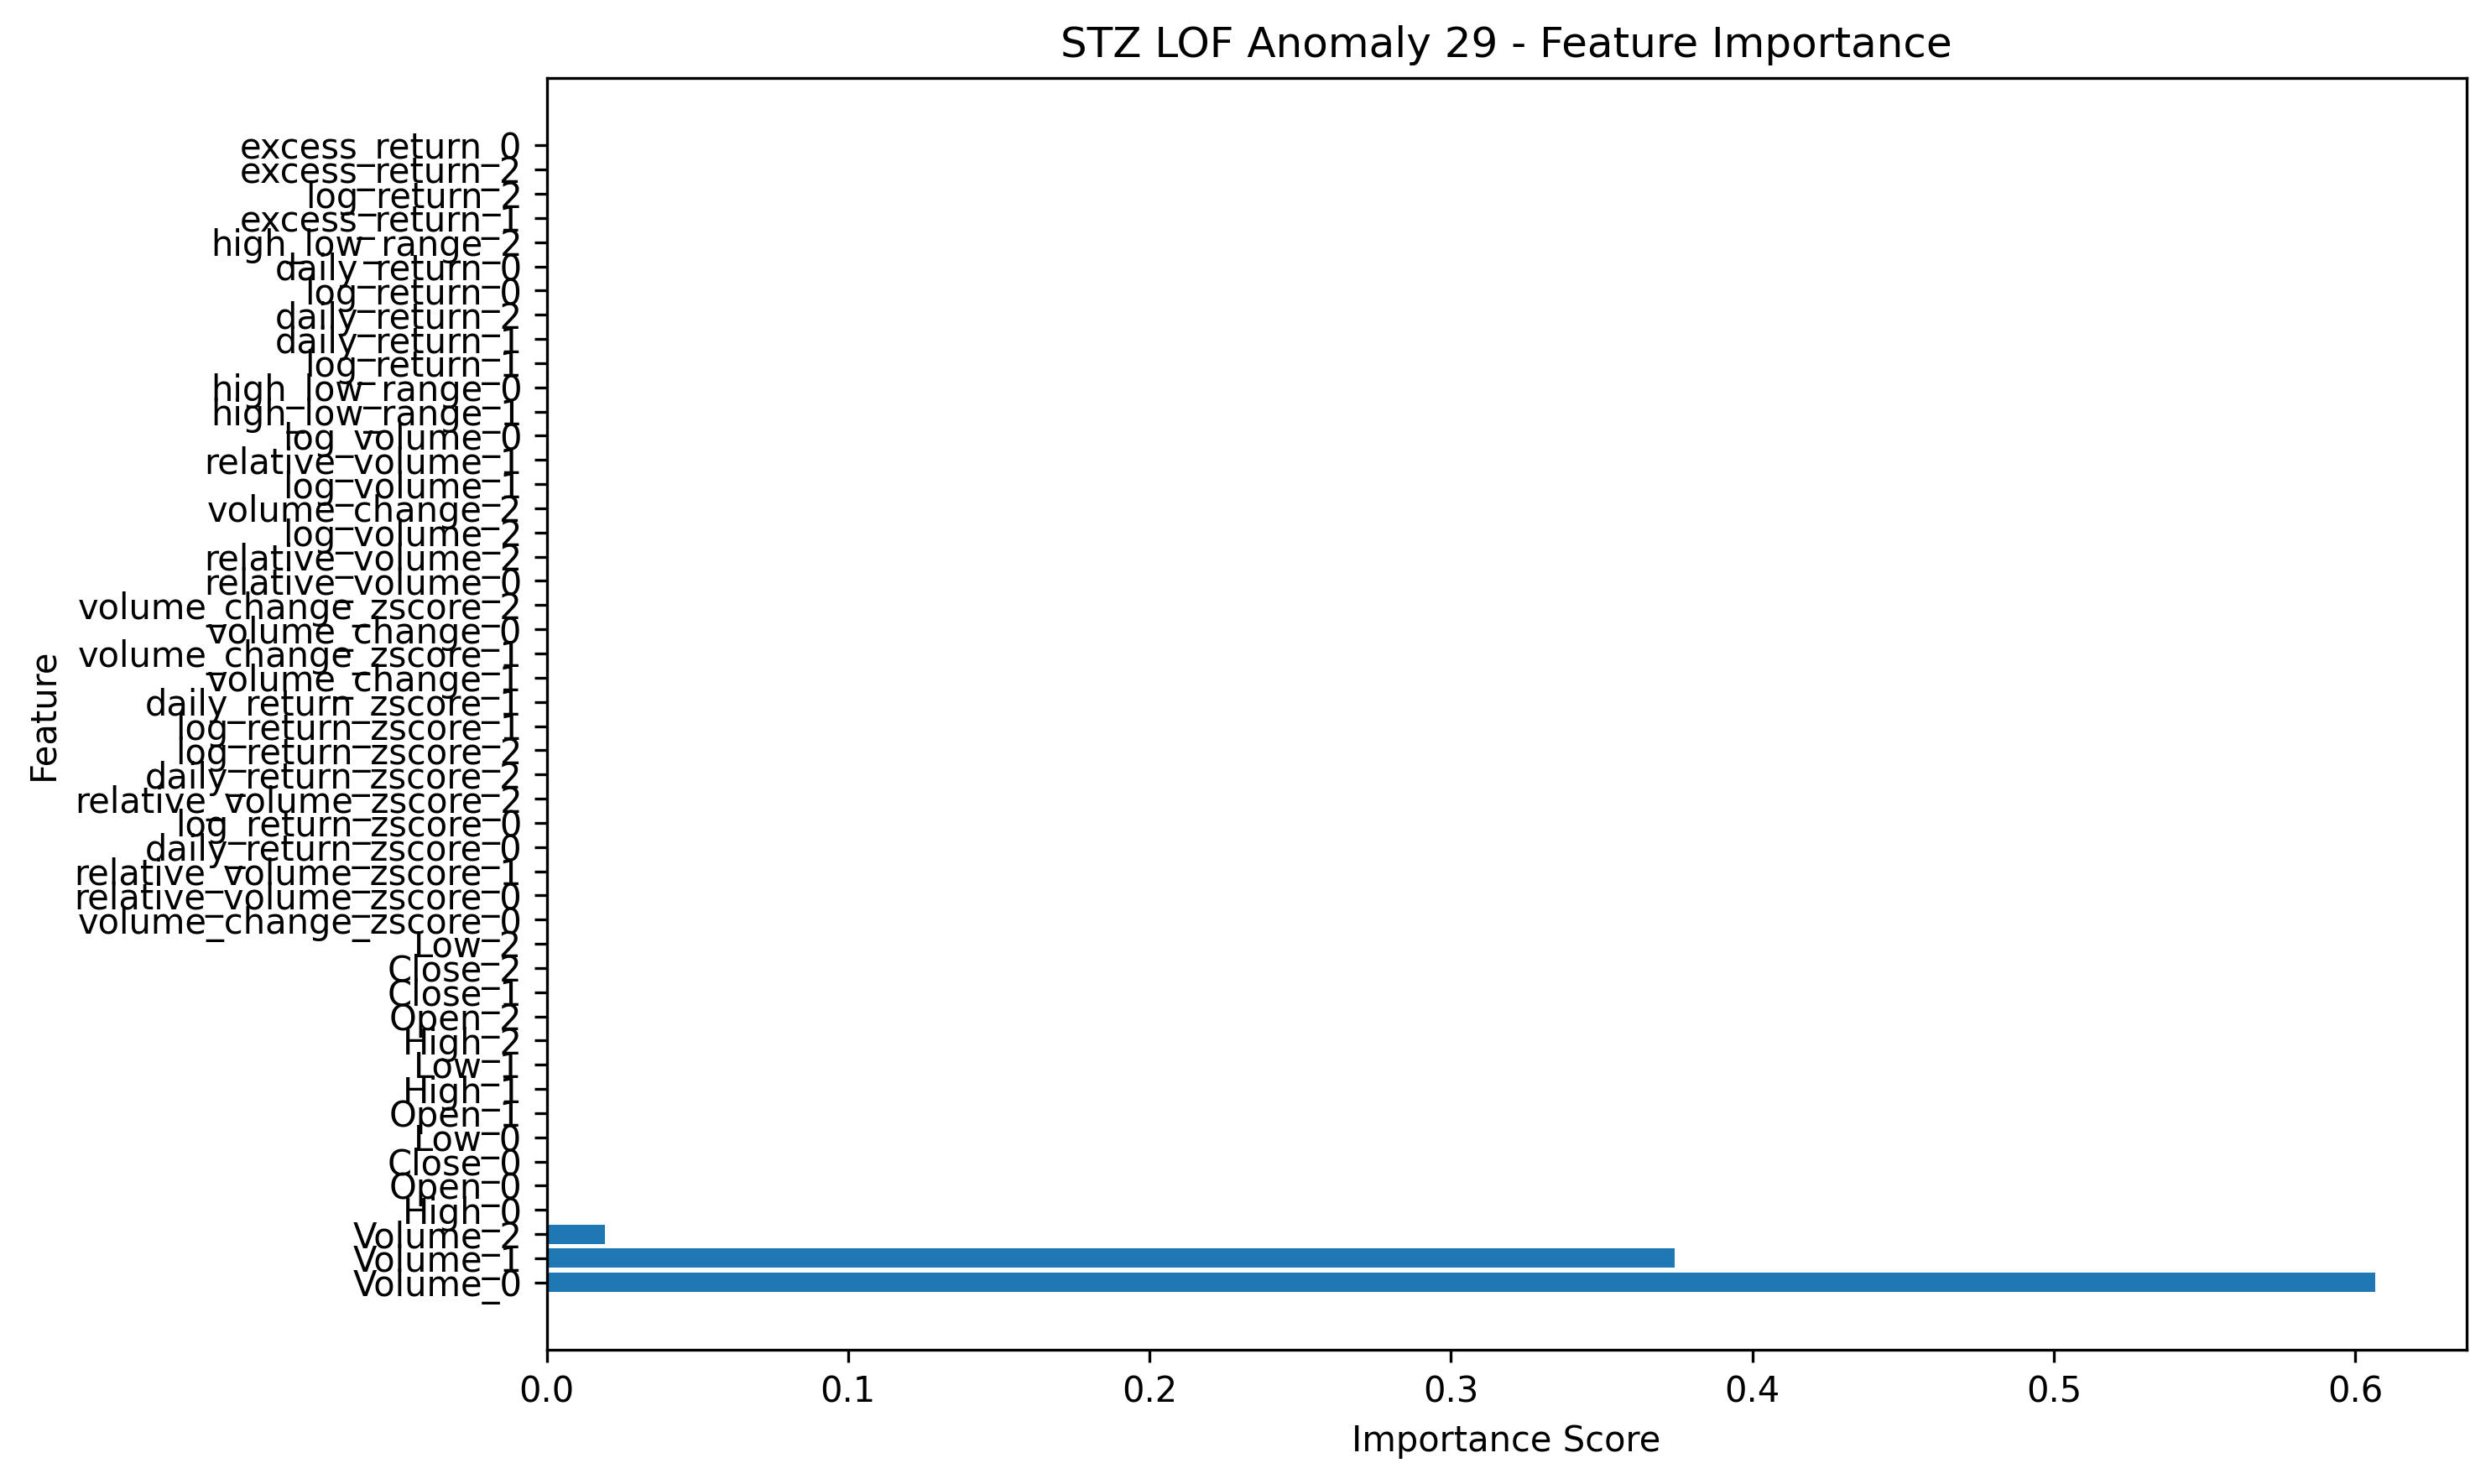 STZ LOF Anomaly 29 - Feature Importance
excess_return_0
excess_return_2
log_return_2
excess_return_1
high_low_range_2
daily_return_0
log_return_0
daily_return_2
daily_return_1
log_return_1
high_low_range_0
high_low_range_1
log_volume_0
relative_volume_1
log_volume_1
volume_change_2
log_volume_2
relative_volume_2
relative_volume_0
volume_change_zscore_2
volume_change_0
volume_change_zscore_1
volume_change_1
daily_return_zscore_1
log_return_zscore_1
log_return_zscore_2
daily_return_zscore_2
relative_volume_zscore_2
log_return_zscore_0
daily_return_zscore_0
relative_volume_zscore_1
relative_volume_zscore_0
volume_change_zscore_0
Low_2
Close_2
Close_1
Open_2
High_2
Low_1
High_1
Open_1
Low_0
Close_0
Open_0
High_0
Volume_2
Volume_1
Volume_0
Feature
0.0 0.1 0.2 0.3 0.4 0.5 0.6
Importance Score